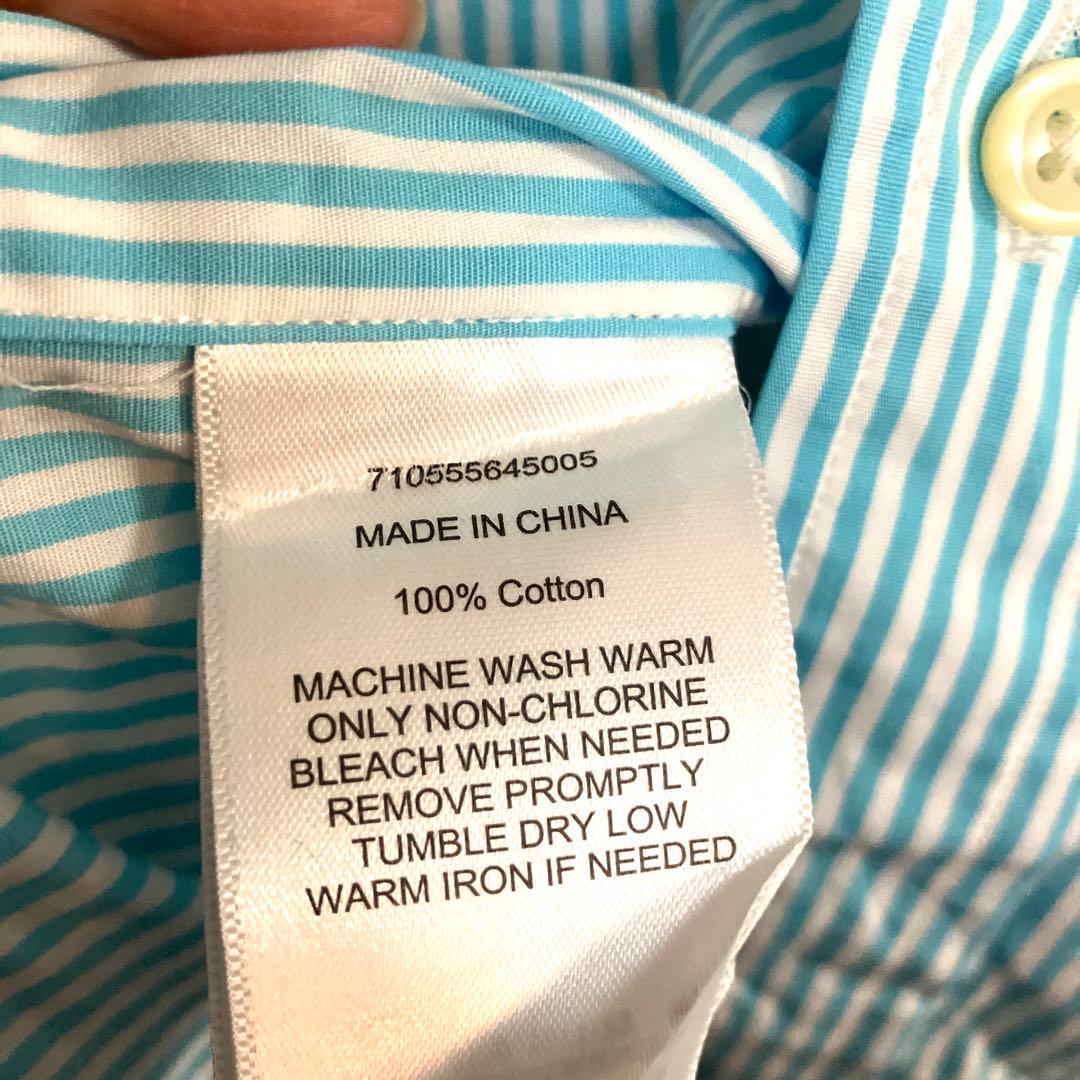 710555645005
MADE IN CHINA
100% Cotton
MACHINE WASH WARM
ONLY NON-CHLORINE
BLEACH WHEN NEEDED
REMOVE PROMPTLY
TUMBLE DRY LOW
WARM IRON IF NEEDED